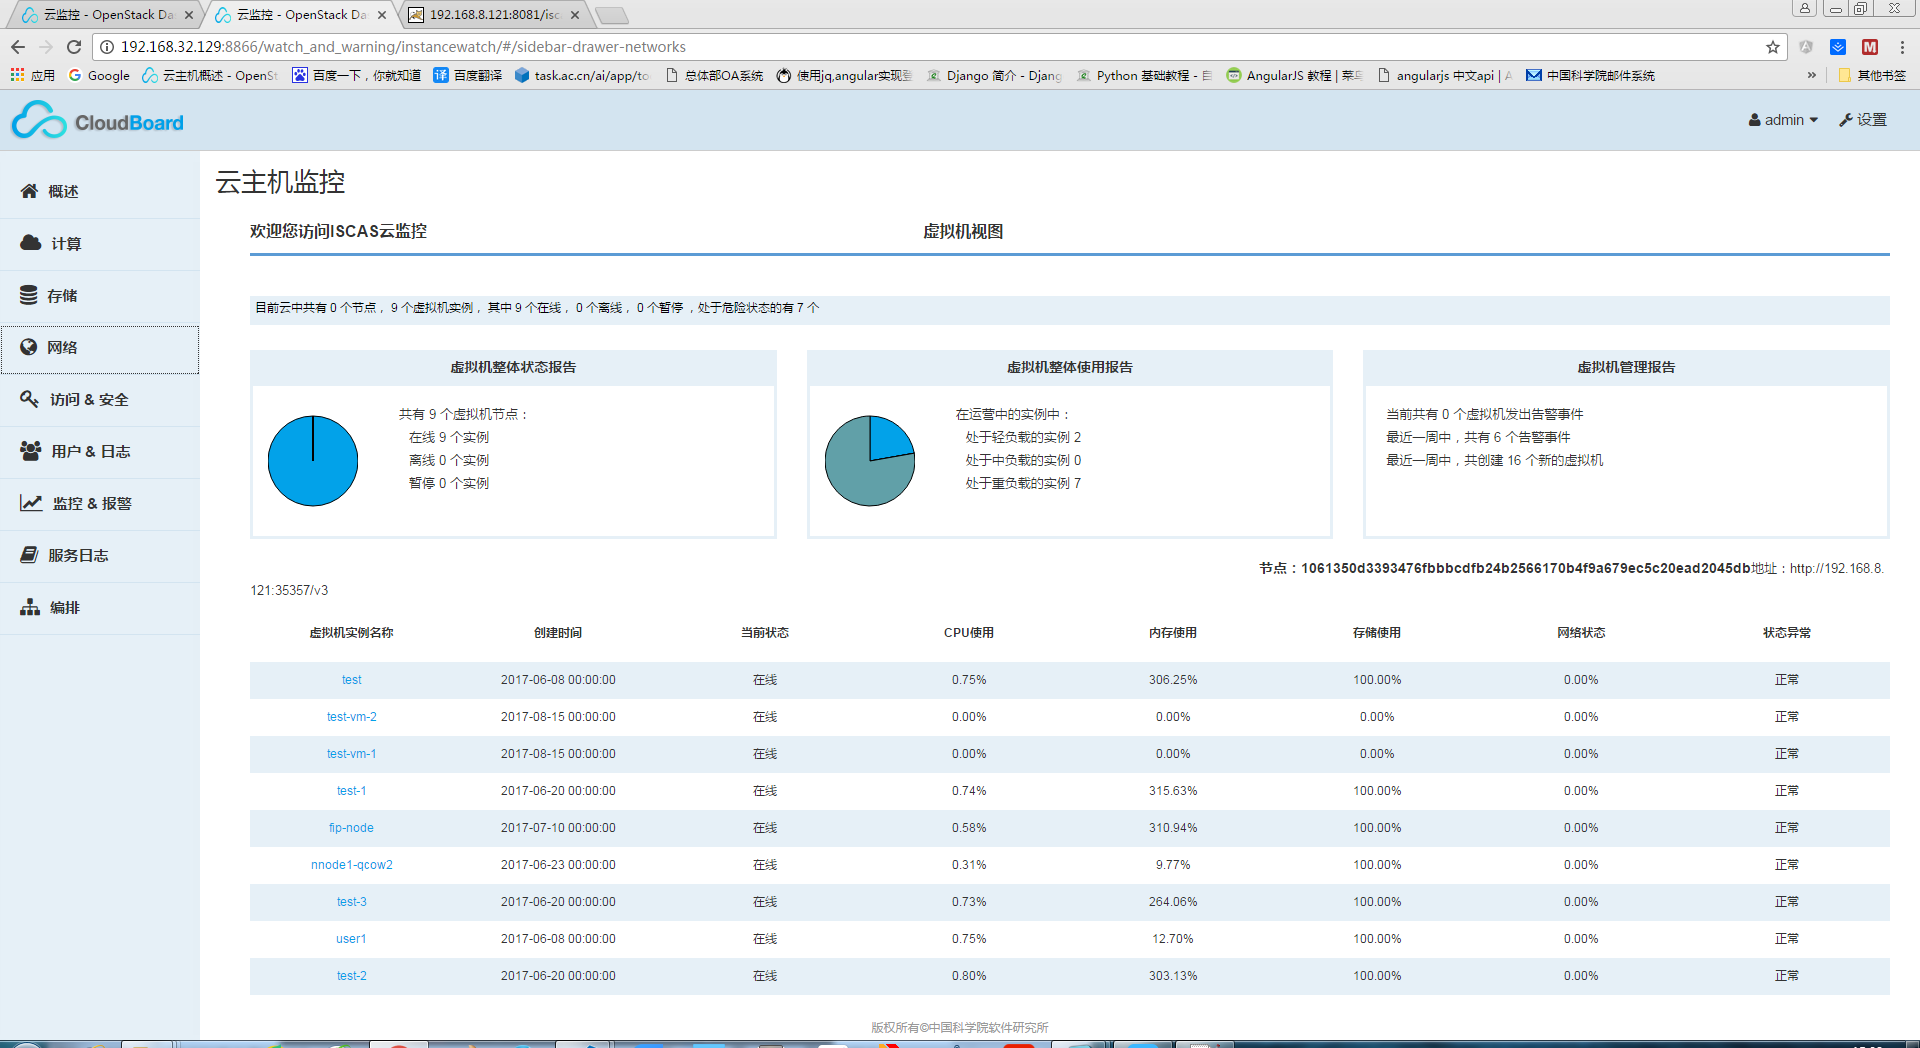 云监控 - OpenStack Da
云监控 - OpenStack Da
192.168.8.121:8081/isc
192.168.32.129:8866/watch_and_warning/instancewatch/#/sidebar-drawer-networks
应用
Google
云主机概述 - OpenSt
百度一下，你就知道
百度翻译
task.ac.cn/ai/app/to
总体部OA系统
使用jq,angular实现登
Django 简介 - Djang
Python 基础教程 - 自
AngularJS 教程 | 菜鸟
angularjs 中文api | A
中国科学院邮件系统
»
其他书签
CloudBoard
admin
设置
概述
计算
存储
网络
访问 & 安全
用户 & 日志
监控 & 报警
服务日志
编排
云主机监控
欢迎您访问ISCAS云监控
虚拟机视图
目前云中共有 0 个节点， 9 个虚拟机实例， 其中 9 个在线， 0 个离线， 0 个暂停 ，处于危险状态的有 7 个
虚拟机整体状态报告
共有 9 个虚拟机节点：
在线 9 个实例
离线 0 个实例
暂停 0 个实例
虚拟机整体使用报告
在运营中的实例中：
处于轻负载的实例 2
处于中负载的实例 0
处于重负载的实例 7
虚拟机管理报告
当前共有 0 个虚拟机发出告警事件
最近一周中，共有 6 个告警事件
最近一周中，共创建 16 个新的虚拟机
节点：1061350d3393476fbbbcdfb24b2566170b4f9a679ec5c20ead2045db地址：http://192.168.8.
121:35357/v3
虚拟机实例名称 创建时间 当前状态 CPU使用 内存使用 存储使用 网络状态 状态异常
test 2017-06-08 00:00:00 在线 0.75% 306.25% 100.00% 0.00% 正常
test-vm-2 2017-08-15 00:00:00 在线 0.00% 0.00% 0.00% 0.00% 正常
test-vm-1 2017-08-15 00:00:00 在线 0.00% 0.00% 0.00% 0.00% 正常
test-1 2017-06-20 00:00:00 在线 0.74% 315.63% 100.00% 0.00% 正常
fip-node 2017-07-10 00:00:00 在线 0.58% 310.94% 100.00% 0.00% 正常
nnode1-qcow2 2017-06-23 00:00:00 在线 0.31% 9.77% 100.00% 0.00% 正常
test-3 2017-06-20 00:00:00 在线 0.73% 264.06% 100.00% 0.00% 正常
user1 2017-06-08 00:00:00 在线 0.75% 12.70% 100.00% 0.00% 正常
test-2 2017-06-20 00:00:00 在线 0.80% 303.13% 100.00% 0.00% 正常
版权所有©中国科学院软件研究所